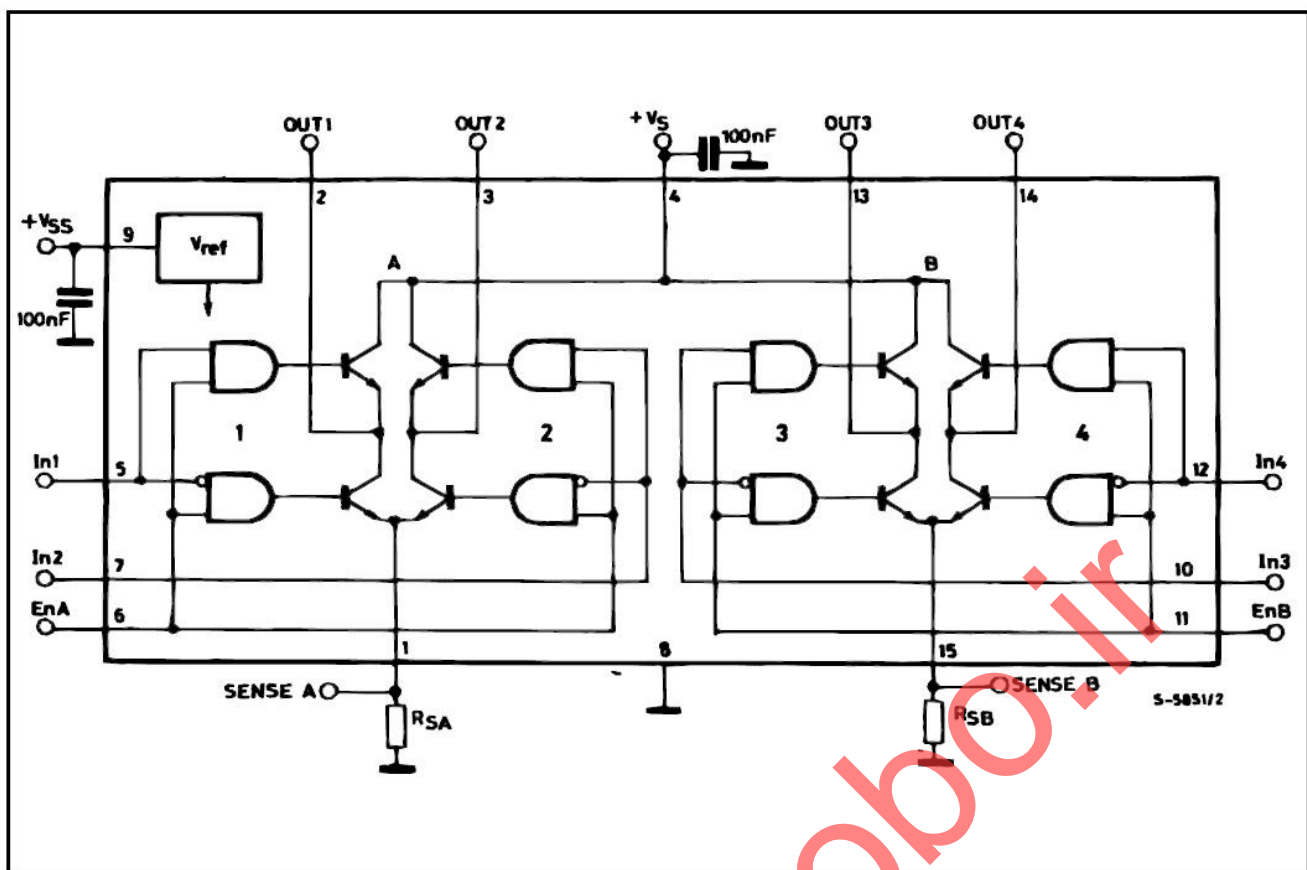 OUT1 OUT2 +VS 100nF OUT3 OUT4
2 3 4 13 14
+VSS 9 Vref
A B
100nF
1 2 3 4
In1 5 12 In4
In2 7 10 In3
EnA 6 11 EnB
1 8 15
SENSE A SENSE B
RSA RSB S-5851/2
obo.ir